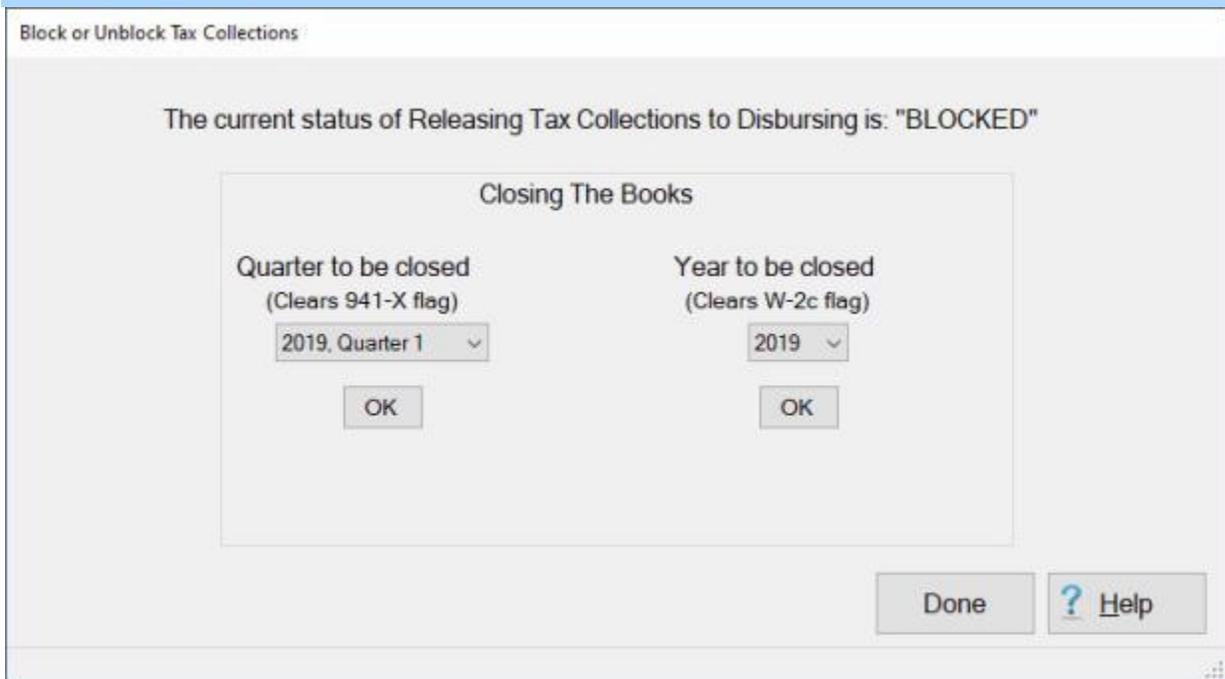 Block or Unblock Tax Collections
The current status of Releasing Tax Collections to Disbursing is: "BLOCKED"
Closing The Books
Quarter to be closed
(Clears 941-X flag)
2019, Quarter 1
OK
Year to be closed
(Clears W-2c flag)
2019
OK
Done
? Help